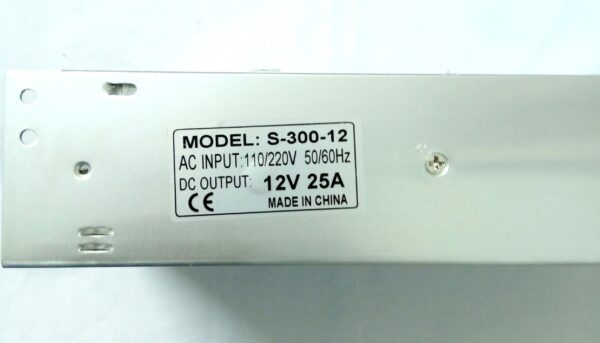 MODEL: S-300-12
AC INPUT:110/220V 50/60Hz
DC OUTPUT: 12V 25A
CE MADE IN CHINA